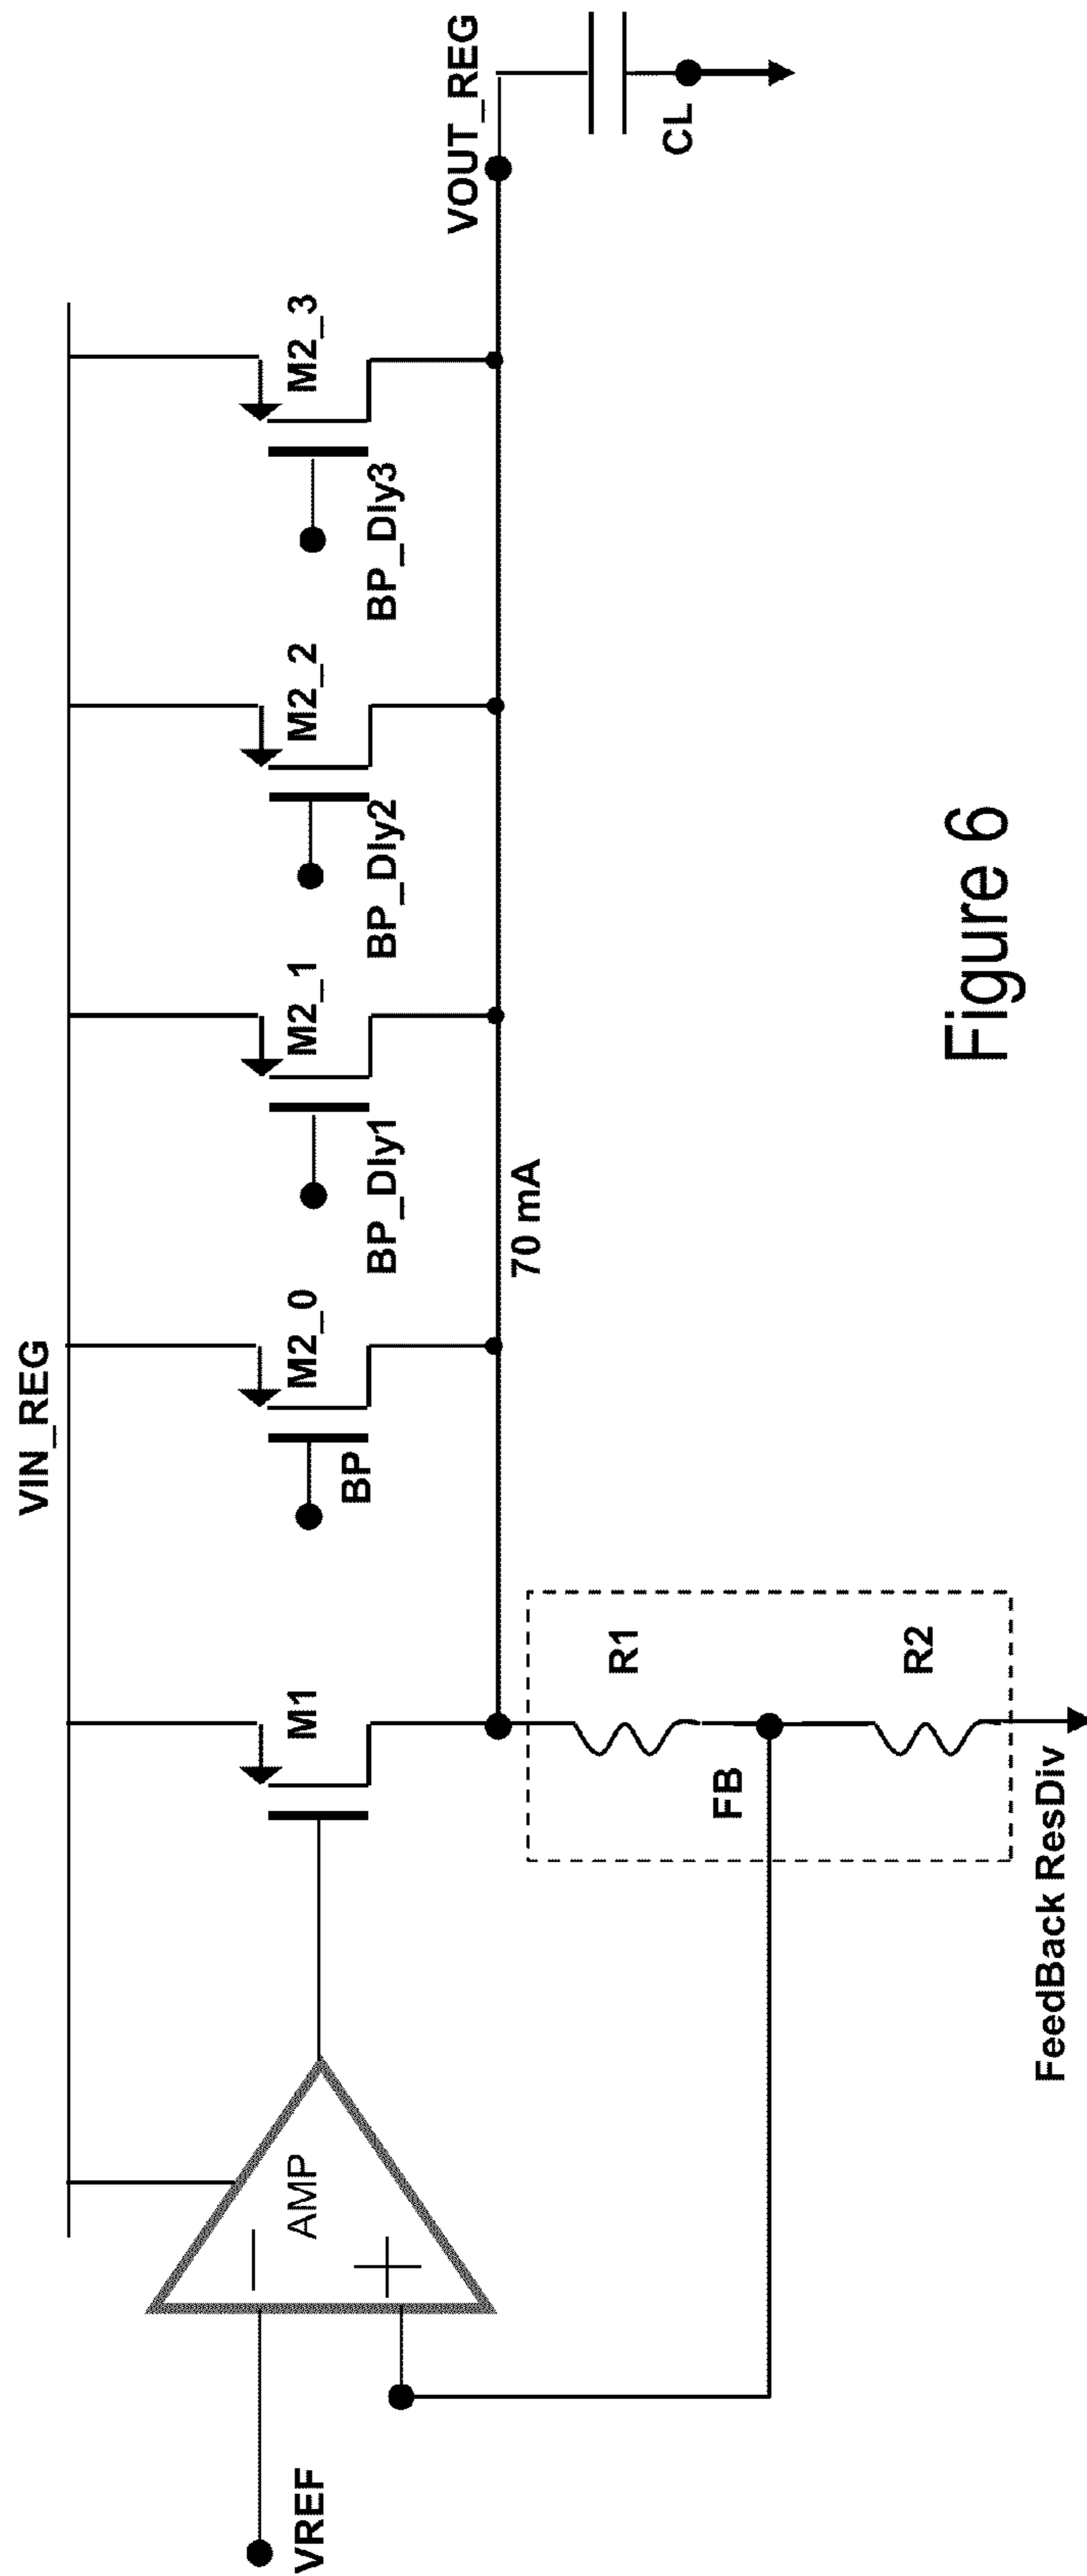 VIN_REG
VOUT_REG
M1
M2_0
M2_1
M2_2
M2_3
AMP
−
+
VREF
BP
BP_Dly1
BP_Dly2
BP_Dly3
70 mA
CL
R1
FB
R2
FeedBack ResDiv
Figure 6